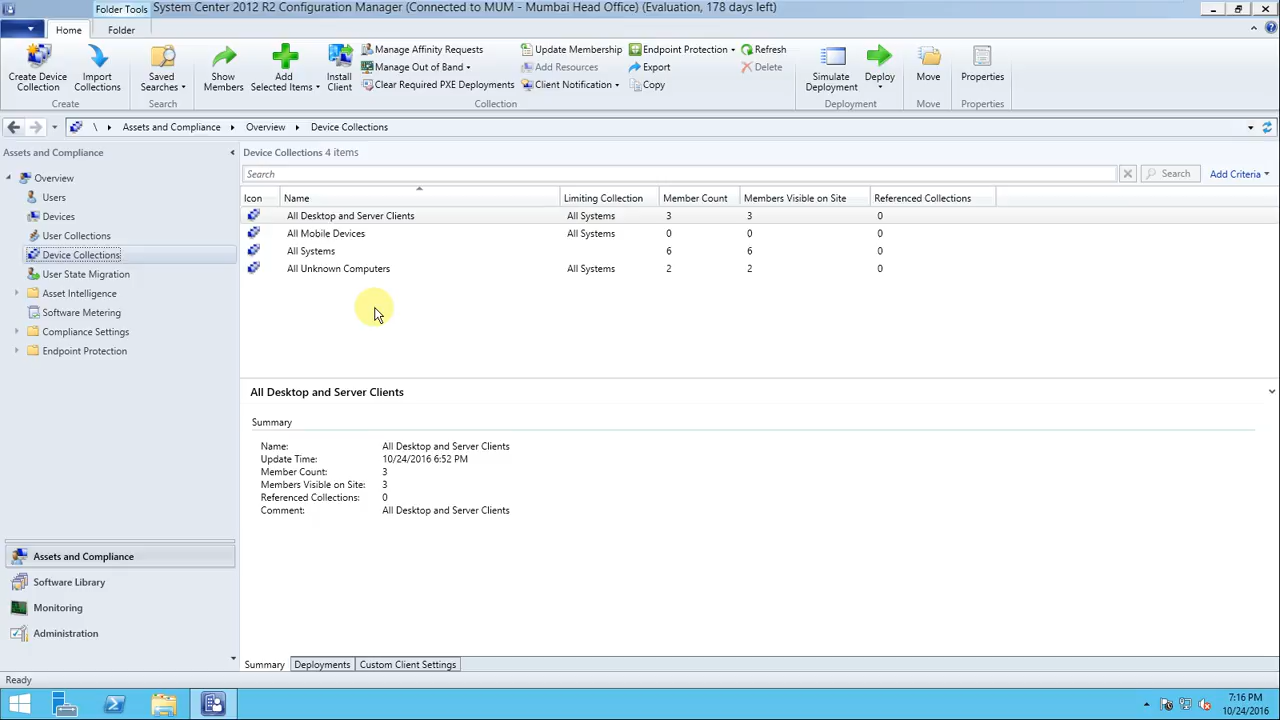 Folder Tools System Center 2012 R2 Configuration Manager (Connected to MUM - Mumbai Head Office) (Evaluation, 178 days left)
Home Folder
Create Device Collection
Import Collections
Create
Saved Searches
Search
Show Members
Add Selected Items
Install Client
Manage Affinity Requests
Manage Out of Band
Clear Required PXE Deployments
Update Membership
Add Resources
Client Notification
Endpoint Protection
Export
Copy
Refresh
Delete
Collection
Simulate Deployment
Deploy
Deployment
Move
Move
Properties
Properties
\ Assets and Compliance Overview Device Collections
Assets and Compliance
Overview
Users
Devices
User Collections
Device Collections
User State Migration
Asset Intelligence
Software Metering
Compliance Settings
Endpoint Protection
Assets and Compliance
Software Library
Monitoring
Administration
Device Collections 4 items
Search Search Add Criteria
Icon Name Limiting Collection Member Count Members Visible on Site Referenced Collections
All Desktop and Server Clients All Systems 3 3 0
All Mobile Devices All Systems 0 0 0
All Systems 6 6 0
All Unknown Computers All Systems 2 2 0
All Desktop and Server Clients
Summary
Name: All Desktop and Server Clients
Update Time: 10/24/2016 6:52 PM
Member Count: 3
Members Visible on Site: 3
Referenced Collections: 0
Comment: All Desktop and Server Clients
Summary Deployments Custom Client Settings
Ready
7:16 PM
10/24/2016